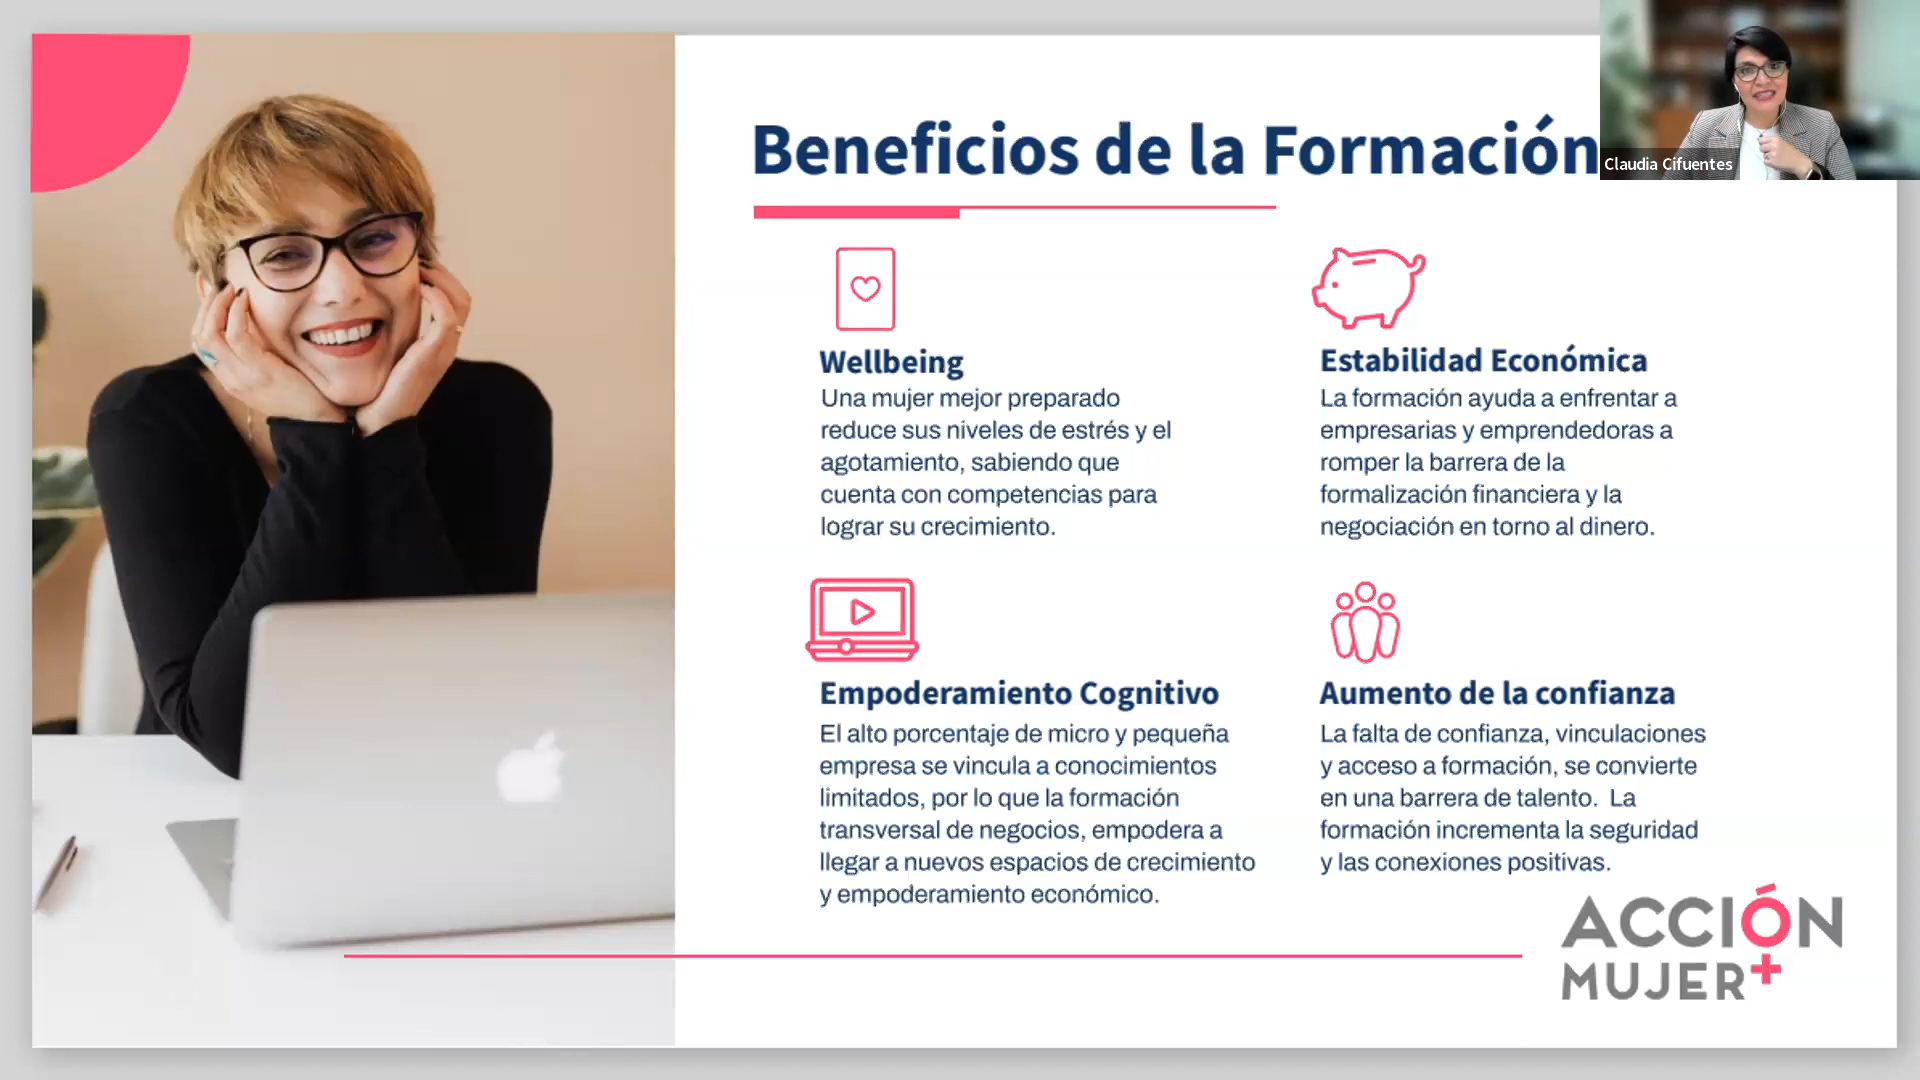 Beneficios de la Formación
Claudia Cifuentes
Wellbeing
Una mujer mejor preparado
reduce sus niveles de estrés y el
agotamiento, sabiendo que
cuenta con competencias para
lograr su crecimiento.
Estabilidad Económica
La formación ayuda a enfrentar a
empresarias y emprendedoras a
romper la barrera de la
formalización financiera y la
negociación en torno al dinero.
Empoderamiento Cognitivo
El alto porcentaje de micro y pequeña
empresa se vincula a conocimientos
limitados, por lo que la formación
transversal de negocios, empodera a
llegar a nuevos espacios de crecimiento
y empoderamiento económico.
Aumento de la confianza
La falta de confianza, vinculaciones
y acceso a formación, se convierte
en una barrera de talento.  La
formación incrementa la seguridad
y las conexiones positivas.
ACCIÓN
MUJER+